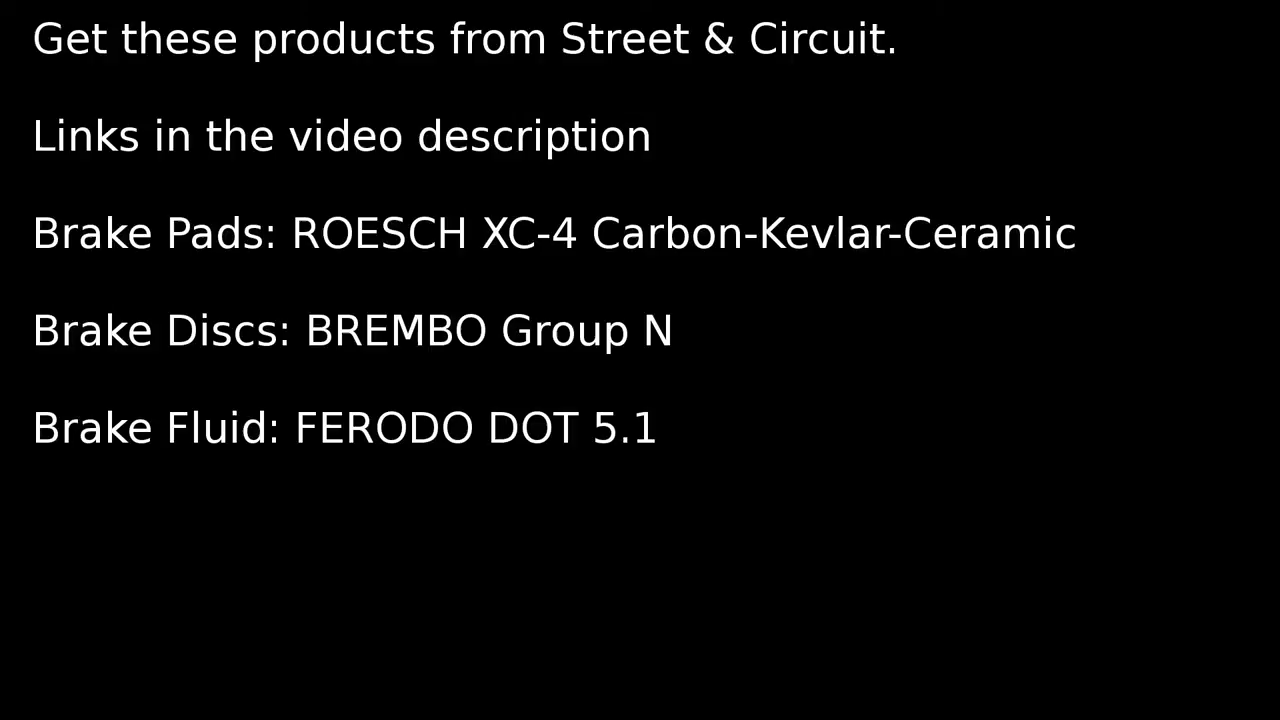 Get these products from Street & Circuit.
Links in the video description
Brake Pads: ROESCH XC-4 Carbon-Kevlar-Ceramic
Brake Discs: BREMBO Group N
Brake Fluid: FERODO DOT 5.1